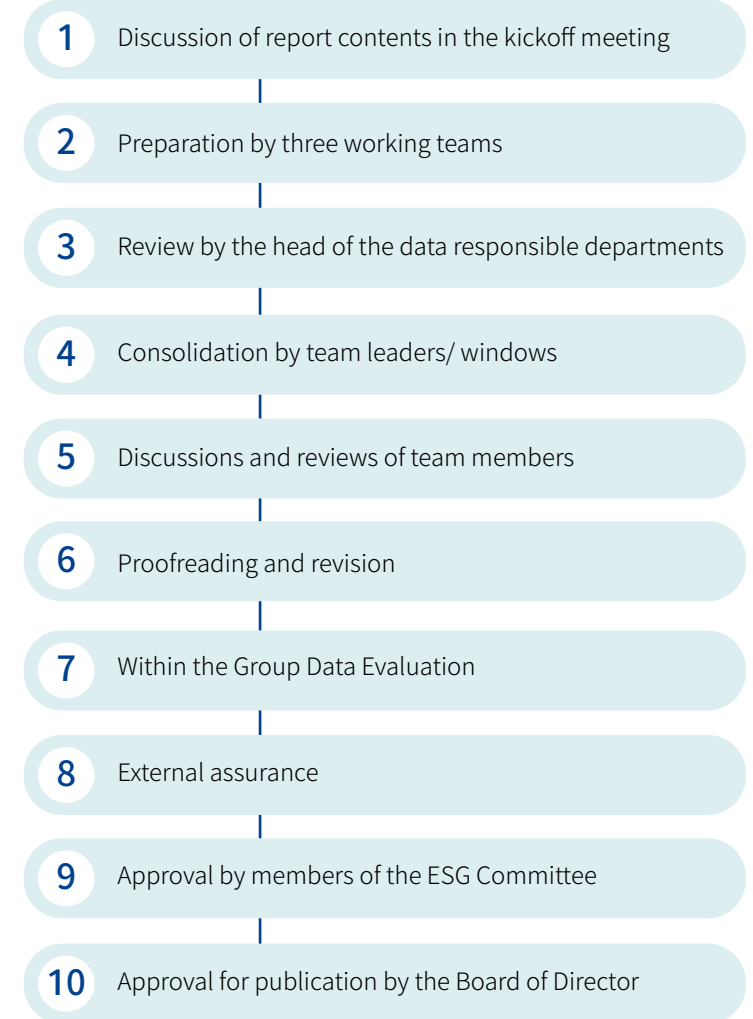 1 Discussion of report contents in the kickoff meeting
2 Preparation by three working teams
3 Review by the head of the data responsible departments
4 Consolidation by team leaders/ windows
5 Discussions and reviews of team members
6 Proofreading and revision
7 Within the Group Data Evaluation
8 External assurance
9 Approval by members of the ESG Committee
10 Approval for publication by the Board of Director